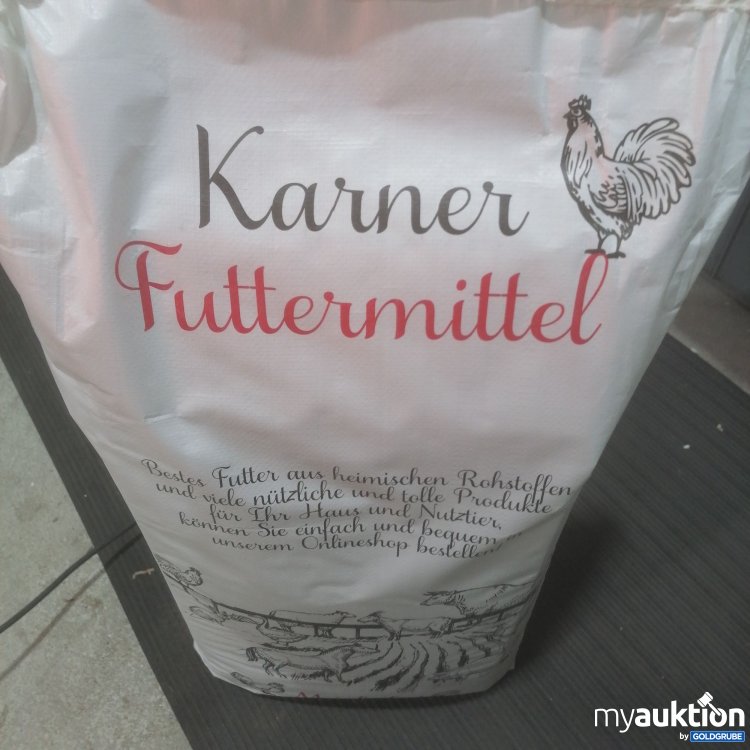 Karner
Futtermittel
Bestes Futter aus heimischen Rohstoffen
und viele nützliche und tolle Produkte
für Ihr Haus und Nutztier,
können Sie einfach und bequem in
unserem Onlineshop bestellen!
myauktion
by GOLDGRUBE